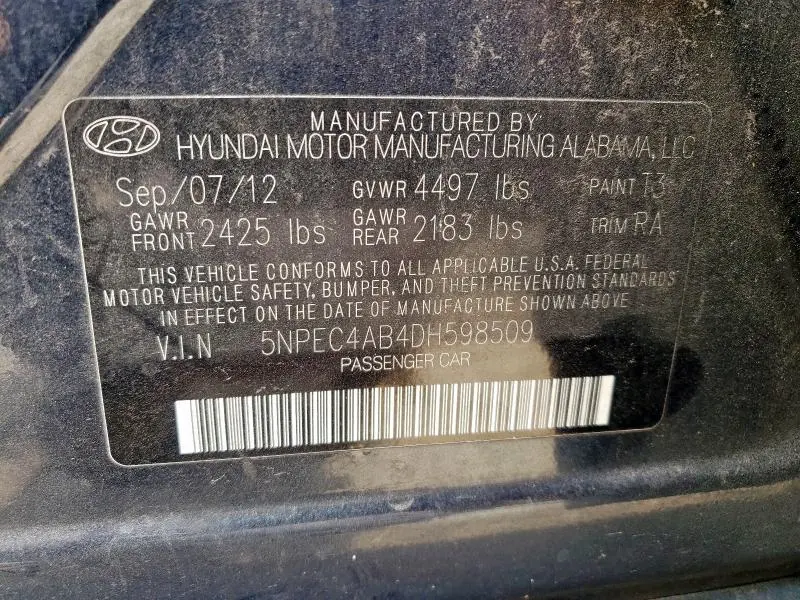 MANUFACTURED BY
HYUNDAI MOTOR MANUFACTURING ALABAMA, LLC
Sep/07/12 GVWR 4497 lbs PAINT T3
GAWR FRONT 2425 lbs GAWR REAR 2183 lbs TRIM RA
THIS VEHICLE CONFORMS TO ALL APPLICABLE U.S.A. FEDERAL
MOTOR VEHICLE SAFETY, BUMPER, AND THEFT PREVENTION STANDARDS
IN EFFECT ON THE DATE OF MANUFACTURE SHOWN ABOVE
V.I.N 5NPEC4AB4DH598509
PASSENGER CAR